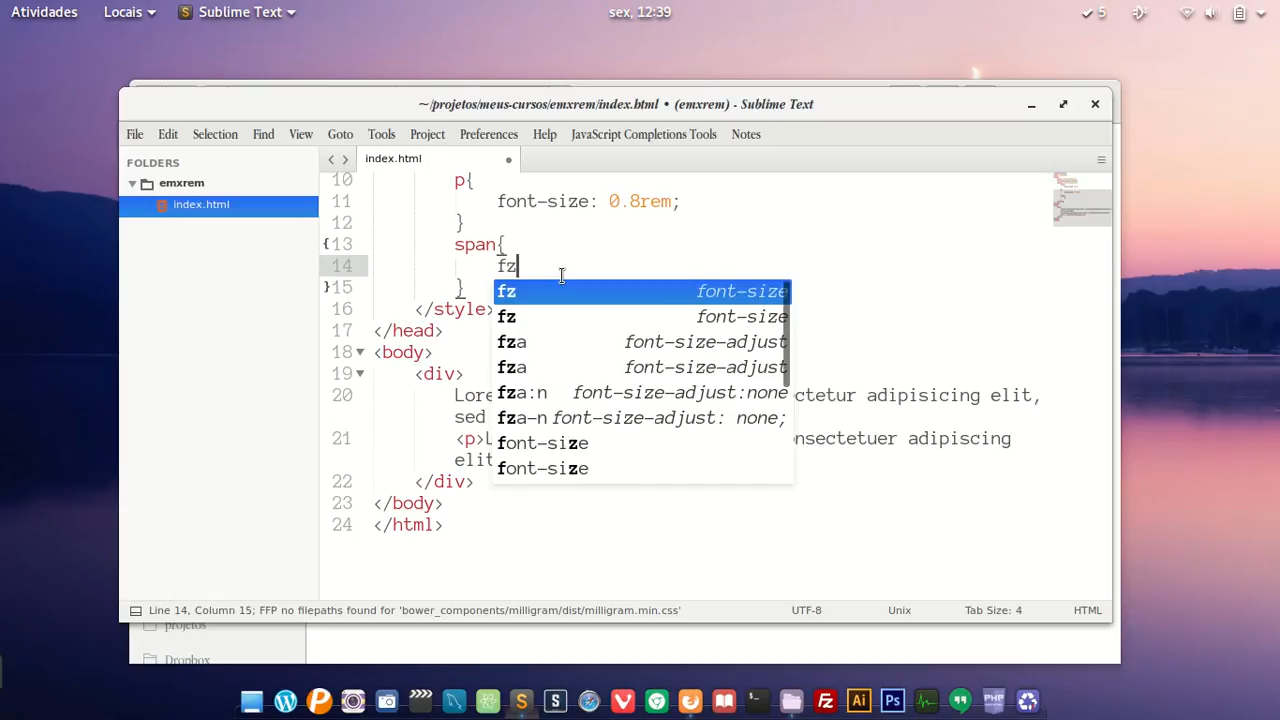 Atividades Locais Sublime Text sex, 12:39 5
~/projetos/meus-cursos/emxrem/index.html • (emxrem) - Sublime Text
File Edit Selection Find View Goto Tools Project Preferences Help JavaScript Completions Tools Notes
FOLDERS
emxrem
index.html
index.html
10 p{
11 font-size: 0.8rem;
12 }
{13 span{
14 fz
}15 }
16 </style>
17 </head>
18 <body>
19 <div>
20 Lore ctetur adipisicing elit,
sed
21 <p>L onsectetuer adipiscing
elit
22 </div>
23 </body>
24 </html>
fz font-size
fz font-size
fza font-size-adjust
fza font-size-adjust
fza:n font-size-adjust:none
fza-n font-size-adjust: none;
font-size
font-size
Line 14, Column 15; FFP no filepaths found for 'bower_components/milligram/dist/milligram.min.css' UTF-8 Unix Tab Size: 4 HTML
projetos
Dropbox
W P S S Fz Ai Ps PHP